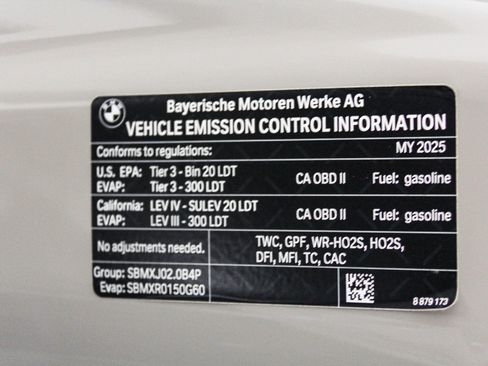 BMW
Bayerische Motoren Werke AG
VEHICLE EMISSION CONTROL INFORMATION
Conforms to regulations: MY 2025
U.S. EPA: Tier 3 - Bin 20 LDT CA OBD II Fuel: gasoline
EVAP: Tier 3 - 300 LDT
California: LEV IV - SULEV 20 LDT CA OBD II Fuel: gasoline
EVAP: LEV III - 300 LDT
No adjustments needed. TWC, GPF, WR-HO2S, HO2S,
DFI, MFI, TC, CAC
Group: SBMXJ02.0B4P
Evap: SBMXR0150G60
8 879 173